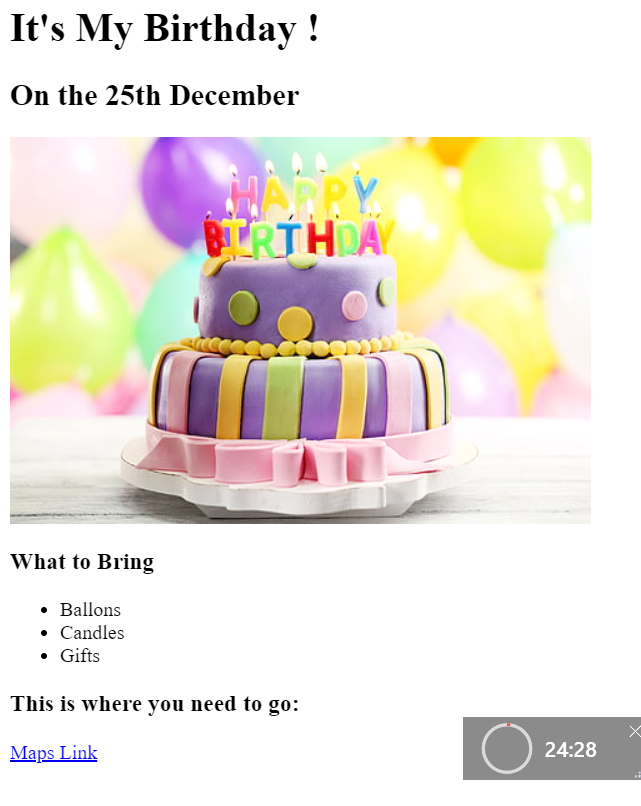 It's My Birthday !
On the 25th December
HAPPY
BIRTHDAY
What to Bring
Ballons
Candles
Gifts
This is where you need to go:
Maps Link
24:28